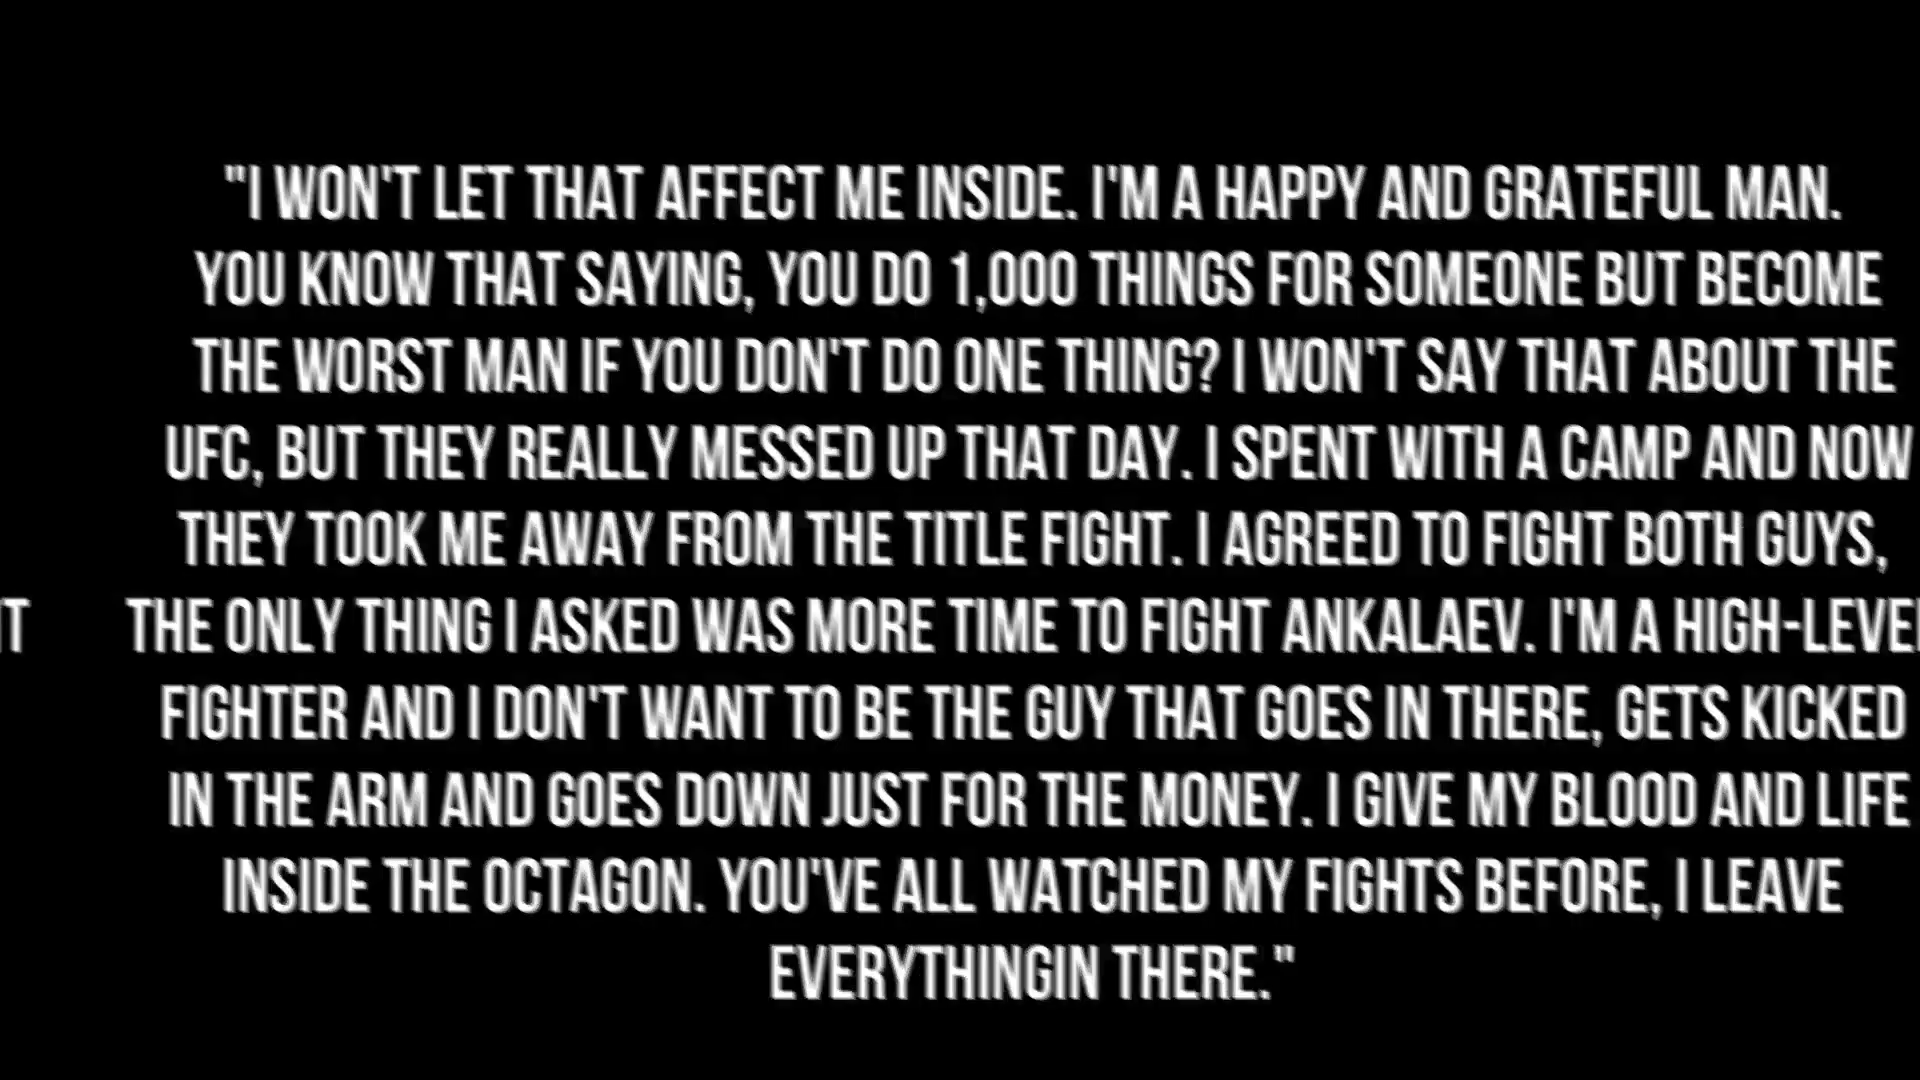 "I WON'T LET THAT AFFECT ME INSIDE. I'M A HAPPY AND GRATEFUL MAN.
YOU KNOW THAT SAYING, YOU DO 1,000 THINGS FOR SOMEONE BUT BECOME
THE WORST MAN IF YOU DON'T DO ONE THING? I WON'T SAY THAT ABOUT THE
UFC, BUT THEY REALLY MESSED UP THAT DAY. I SPENT WITH A CAMP AND NOW
THEY TOOK ME AWAY FROM THE TITLE FIGHT. I AGREED TO FIGHT BOTH GUYS,
THE ONLY THING I ASKED WAS MORE TIME TO FIGHT ANKALAEV. I'M A HIGH-LEVEL
FIGHTER AND I DON'T WANT TO BE THE GUY THAT GOES IN THERE, GETS KICKED
IN THE ARM AND GOES DOWN JUST FOR THE MONEY. I GIVE MY BLOOD AND LIFE
INSIDE THE OCTAGON. YOU'VE ALL WATCHED MY FIGHTS BEFORE, I LEAVE
EVERYTHINGIN THERE."